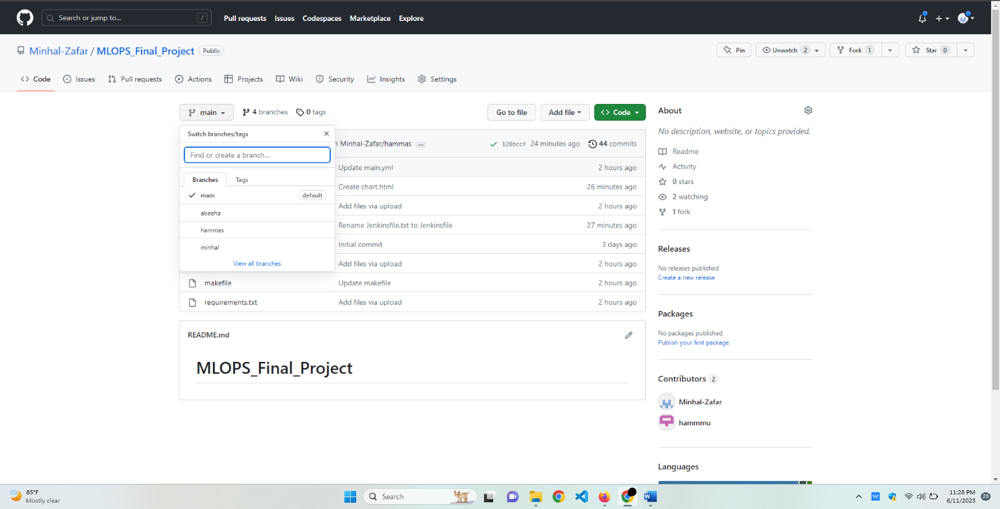 Search or jump to... / Pull requests Issues Codespaces Marketplace Explore
Minhal-Zafar / MLOPS_Final_Project Public Pin Unwatch 2 Fork 1 Star 0
Code Issues Pull requests Actions Projects Wiki Security Insights Settings
main 4 branches 0 tags Go to file Add file Code
Switch branches/tags
Find or create a branch...
Branches Tags
main default
abeeha
hammas
minhal
View all branches
Minhal-Zafar/hammas ... 128bccf 24 minutes ago 44 commits
Update main.yml 2 hours ago
Create chart.html 26 minutes ago
Add files via upload 2 hours ago
Rename Jenkinsfile.txt to Jenkinsfile 27 minutes ago
Initial commit 3 days ago
Add files via upload 2 hours ago
makefile Update makefile 2 hours ago
requirements.txt Add files via upload 2 hours ago
README.md
MLOPS_Final_Project
About
No description, website, or topics provided.
Readme
Activity
0 stars
2 watching
1 fork
Releases
No releases published
Create a new release
Packages
No packages published
Publish your first package
Contributors 2
Minhal-Zafar
hammmu
Languages
85°F
Mostly clear
Search
11:28 PM
6/11/2023
20